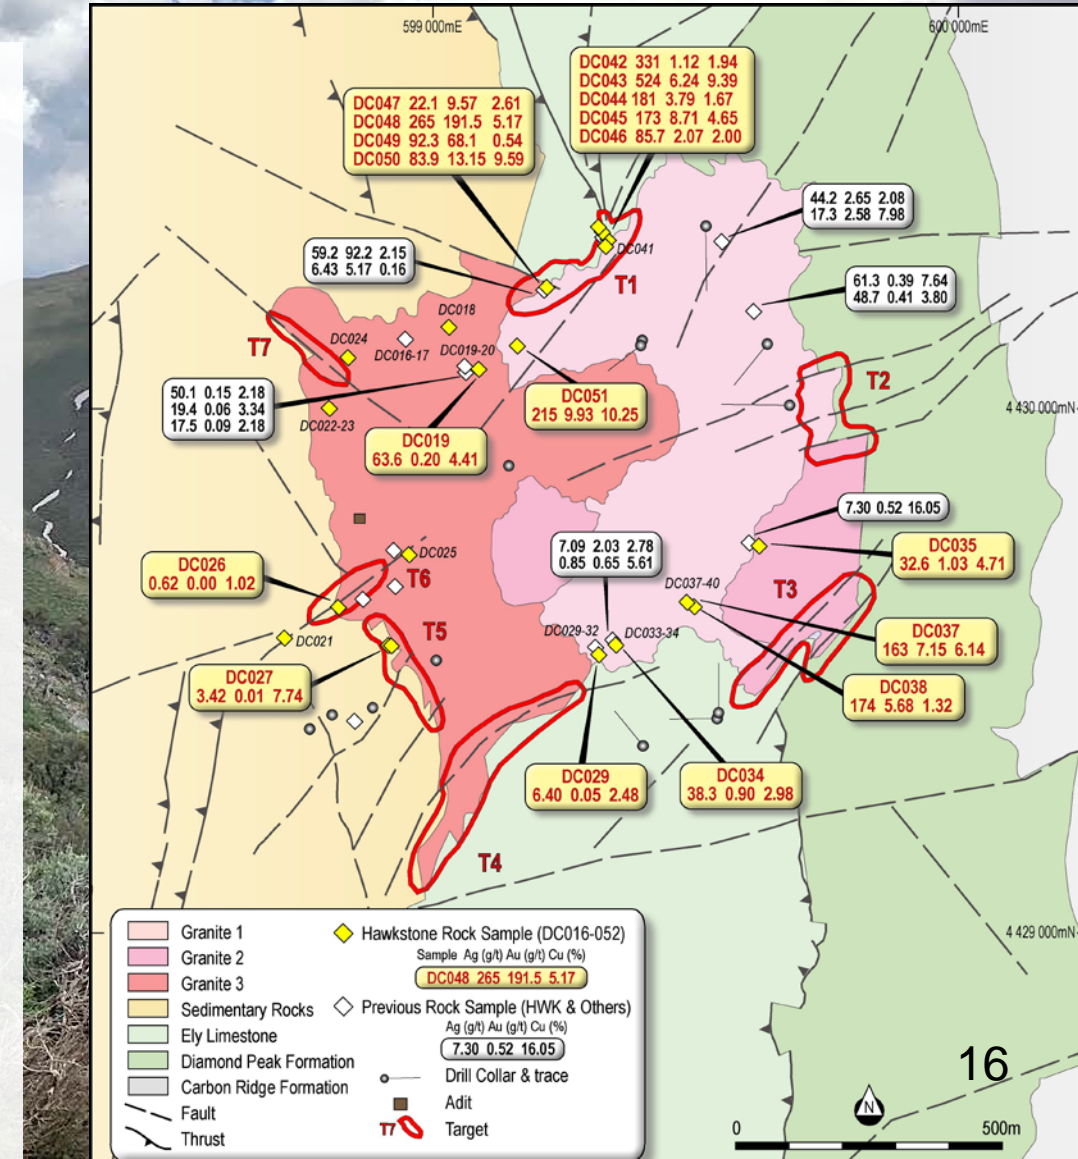 599 000mE
600 000mE
DC042 331 1.12 1.94
DC043 524 6.24 9.39
DC044 181 3.79 1.67
DC045 173 8.71 4.65
DC046 85.7 2.07 2.00
DC047 22.1 9.57 2.61
DC048 265 191.5 5.17
DC049 92.3 68.1 0.54
DC050 83.9 13.15 9.59
44.2 2.65 2.08
17.3 2.58 7.98
59.2 92.2 2.15
6.43 5.17 0.16
DC041
T1
61.3 0.39 7.64
48.7 0.41 3.80
DC018
T7
DC024
DC016-17
DC019-20
50.1 0.15 2.18
19.4 0.06 3.34
17.5 0.09 2.18
DC022-23
DC051
215 9.93 10.25
T2
4 430 000mN
DC019
63.6 0.20 4.41
7.30 0.52 16.05
DC035
32.6 1.03 4.71
7.09 2.03 2.78
0.85 0.65 5.61
DC025
DC026
0.62 0.00 1.02
T6
DC037-40
T3
DC021
T5
DC029-32
DC033-34
DC037
163 7.15 6.14
DC027
3.42 0.01 7.74
DC038
174 5.68 1.32
DC029
6.40 0.05 2.48
DC034
38.3 0.90 2.98
T4
4 429 000mN
Granite 1
Granite 2
Granite 3
Sedimentary Rocks
Ely Limestone
Diamond Peak Formation
Carbon Ridge Formation
Fault
Thrust
Hawkstone Rock Sample (DC016-052)
Sample Ag (g/t) Au (g/t) Cu (%)
DC048 265 191.5 5.17
Previous Rock Sample (HWK & Others)
Ag (g/t) Au (g/t) Cu (%)
7.30 0.52 16.05
Drill Collar & trace
Adit
T7 Target
16
N
0 500m